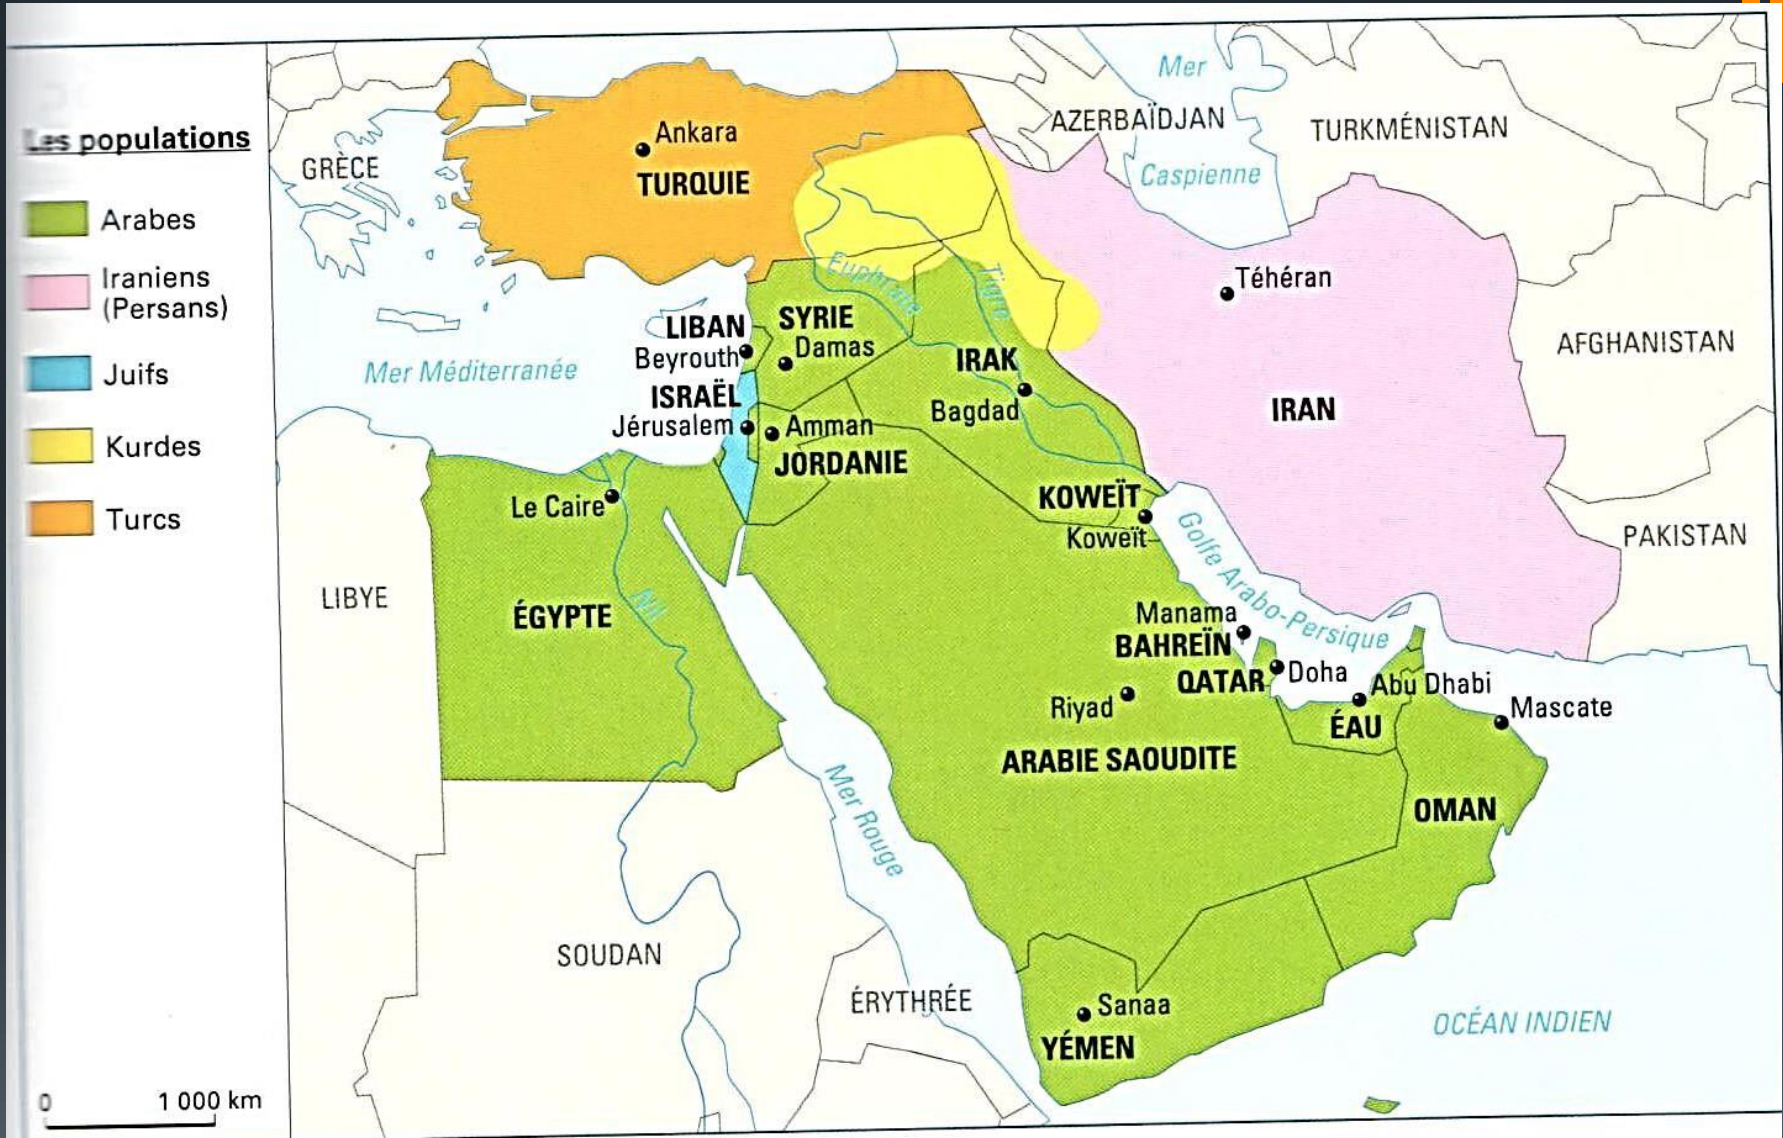 Les populations
Arabes
Iraniens
(Persans)
Juifs
Kurdes
Turcs
0
1 000 km
Mer
Caspienne
AZERBAÏDJAN
TURKMÉNISTAN
GRÈCE
Ankara
TURQUIE
Téhéran
Euphrate
Tigre
AFGHANISTAN
LIBAN
Beyrouth
SYRIE
Damas
Mer Méditerranée
ISRAËL
Jérusalem
IRAK
Bagdad
Amman
JORDANIE
IRAN
Le Caire
KOWEÏT
Koweït
Golfe Arabo-Persique
PAKISTAN
LIBYE
ÉGYPTE
Nil
Manama
BAHREÏN
QATAR
Doha
Abu Dhabi
ÉAU
Mascate
Riyad
ARABIE SAOUDITE
OMAN
Mer Rouge
SOUDAN
ÉRYTHRÉE
Sanaa
YÉMEN
OCÉAN INDIEN